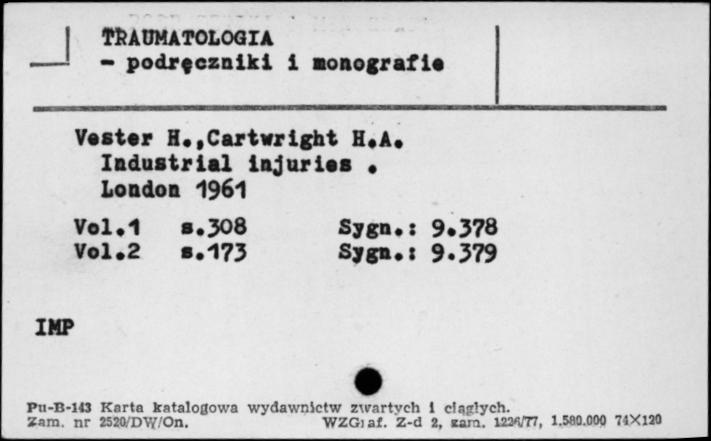 TRAUMATOLOGIA
- podręczniki i monografie
Vester H.,Cartwright H.A.
Industrial injuries .
London 1961
Vol.1 s.308 Sygn.: 9.378
Vol.2 s.173 Sygn.: 9.379
IMP
Pu-B-143 Karta katalogowa wydawnictw zwartych i ciągłych.
Zam. nr 2520/DW/On. WZGraf. Z-d 2, zam. 1226/77, 1.580.000 74X120